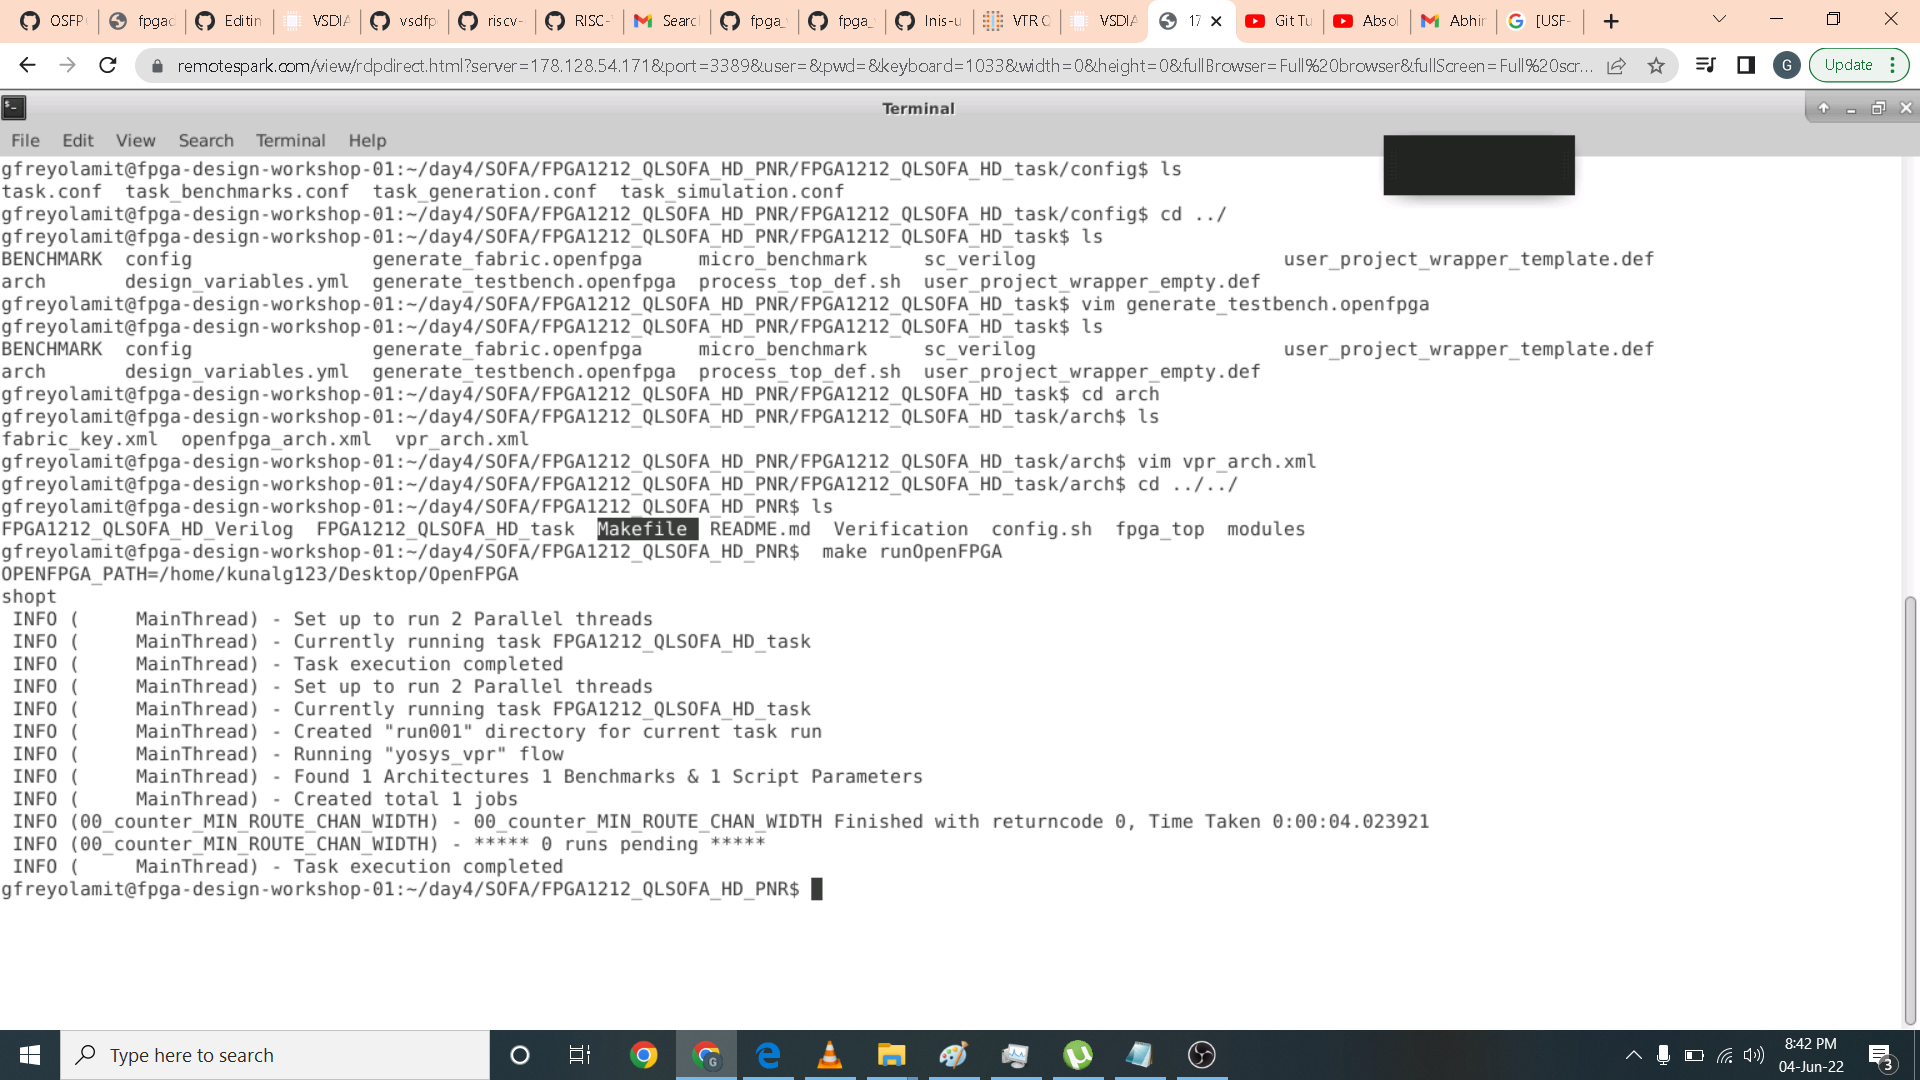 OSFP
fpgad
Editin
VSDIA
vsdfp
riscv-
RISC-
Searc
fpga_
fpga_
Inis-u
VTR C
VSDIA
17
Git Tu
Abso
Abhir
[USF-
remotespark.com/view/rdpdirect.html?server=178.128.54.171&port=3389&user=&pwd=&keyboard=1033&width=0&height=0&fullBrowser=Full%20browser&fullScreen=Full%20scr...
G
Update
Terminal
File Edit View Search Terminal Help
gfreyolamit@fpga-design-workshop-01:~/day4/SOFA/FPGA1212_QLSOFA_HD_PNR/FPGA1212_QLSOFA_HD_task/config$ ls
task.conf task_benchmarks.conf task_generation.conf task_simulation.conf
gfreyolamit@fpga-design-workshop-01:~/day4/SOFA/FPGA1212_QLSOFA_HD_PNR/FPGA1212_QLSOFA_HD_task/config$ cd ../
gfreyolamit@fpga-design-workshop-01:~/day4/SOFA/FPGA1212_QLSOFA_HD_PNR/FPGA1212_QLSOFA_HD_task$ ls
BENCHMARK config generate_fabric.openfpga micro_benchmark sc_verilog user_project_wrapper_template.def
arch design_variables.yml generate_testbench.openfpga process_top_def.sh user_project_wrapper_empty.def
gfreyolamit@fpga-design-workshop-01:~/day4/SOFA/FPGA1212_QLSOFA_HD_PNR/FPGA1212_QLSOFA_HD_task$ vim generate_testbench.openfpga
gfreyolamit@fpga-design-workshop-01:~/day4/SOFA/FPGA1212_QLSOFA_HD_PNR/FPGA1212_QLSOFA_HD_task$ ls
BENCHMARK config generate_fabric.openfpga micro_benchmark sc_verilog user_project_wrapper_template.def
arch design_variables.yml generate_testbench.openfpga process_top_def.sh user_project_wrapper_empty.def
gfreyolamit@fpga-design-workshop-01:~/day4/SOFA/FPGA1212_QLSOFA_HD_PNR/FPGA1212_QLSOFA_HD_task$ cd arch
gfreyolamit@fpga-design-workshop-01:~/day4/SOFA/FPGA1212_QLSOFA_HD_PNR/FPGA1212_QLSOFA_HD_task/arch$ ls
fabric_key.xml openfpga_arch.xml vpr_arch.xml
gfreyolamit@fpga-design-workshop-01:~/day4/SOFA/FPGA1212_QLSOFA_HD_PNR/FPGA1212_QLSOFA_HD_task/arch$ vim vpr_arch.xml
gfreyolamit@fpga-design-workshop-01:~/day4/SOFA/FPGA1212_QLSOFA_HD_PNR/FPGA1212_QLSOFA_HD_task/arch$ cd ../../
gfreyolamit@fpga-design-workshop-01:~/day4/SOFA/FPGA1212_QLSOFA_HD_PNR$ ls
FPGA1212_QLSOFA_HD_Verilog FPGA1212_QLSOFA_HD_task Makefile README.md Verification config.sh fpga_top modules
gfreyolamit@fpga-design-workshop-01:~/day4/SOFA/FPGA1212_QLSOFA_HD_PNR$ make runOpenFPGA
OPENFPGA_PATH=/home/kunalg123/Desktop/OpenFPGA
shopt
INFO ( MainThread) - Set up to run 2 Parallel threads
INFO ( MainThread) - Currently running task FPGA1212_QLSOFA_HD_task
INFO ( MainThread) - Task execution completed
INFO ( MainThread) - Set up to run 2 Parallel threads
INFO ( MainThread) - Currently running task FPGA1212_QLSOFA_HD_task
INFO ( MainThread) - Created "run001" directory for current task run
INFO ( MainThread) - Running "yosys_vpr" flow
INFO ( MainThread) - Found 1 Architectures 1 Benchmarks & 1 Script Parameters
INFO ( MainThread) - Created total 1 jobs
INFO (00_counter_MIN_ROUTE_CHAN_WIDTH) - 00_counter_MIN_ROUTE_CHAN_WIDTH Finished with returncode 0, Time Taken 0:00:04.023921
INFO (00_counter_MIN_ROUTE_CHAN_WIDTH) - ***** 0 runs pending *****
INFO ( MainThread) - Task execution completed
gfreyolamit@fpga-design-workshop-01:~/day4/SOFA/FPGA1212_QLSOFA_HD_PNR$
Type here to search
8:42 PM
04-Jun-22
3